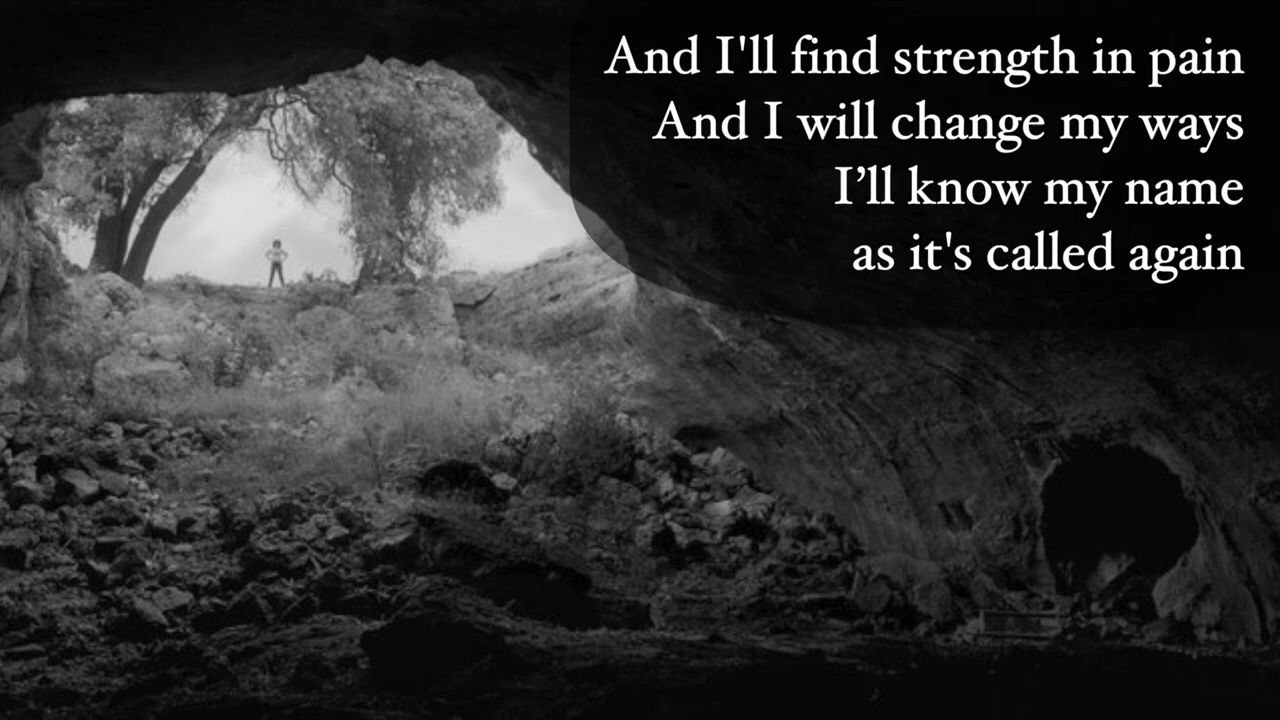 And I'll find strength in pain
And I will change my ways
I’ll know my name
as it's called again